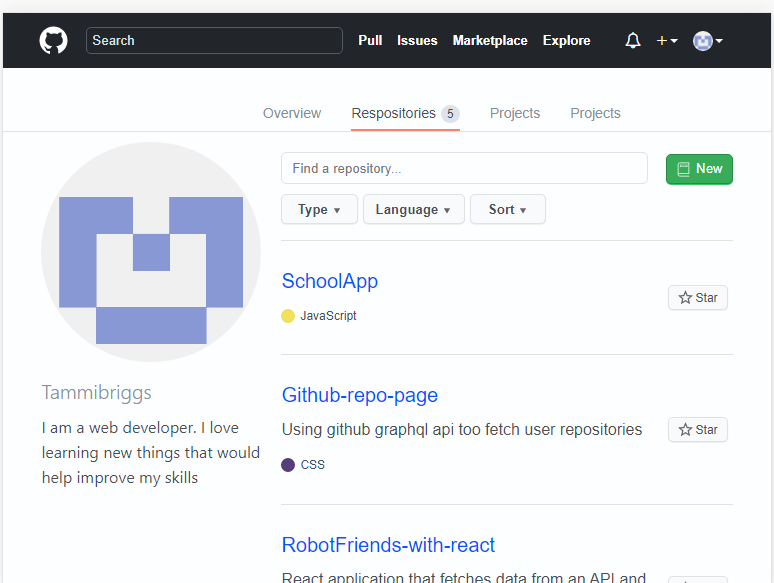 Search Pull Issues Marketplace Explore +
Overview Respositories 5 Projects Projects
Find a repository... New
Type Language Sort
SchoolApp
Star
JavaScript
Tammibriggs
I am a web developer. I love
learning new things that would
help improve my skills
Github-repo-page
Using github graphql api too fetch user repositories
Star
CSS
RobotFriends-with-react
React application that fetches data from an API and